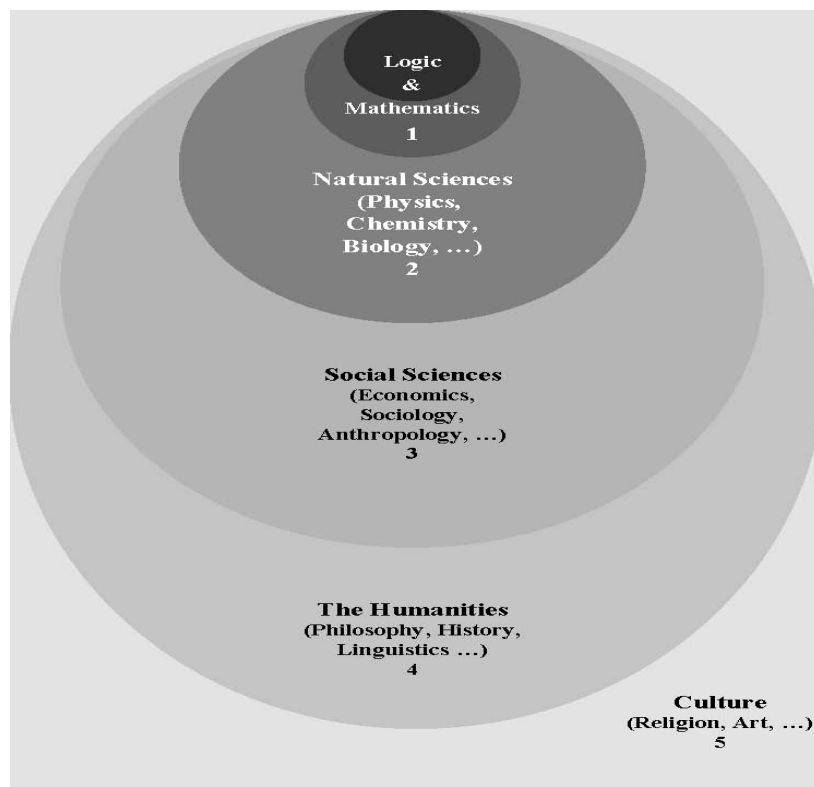 Logic
&
Mathematics
1
Natural Sciences
(Physics,
Chemistry,
Biology, …)
2
Social Sciences
(Economics,
Sociology,
Anthropology, …)
3
The Humanities
(Philosophy, History,
Linguistics …)
4
Culture
(Religion, Art, …)
5